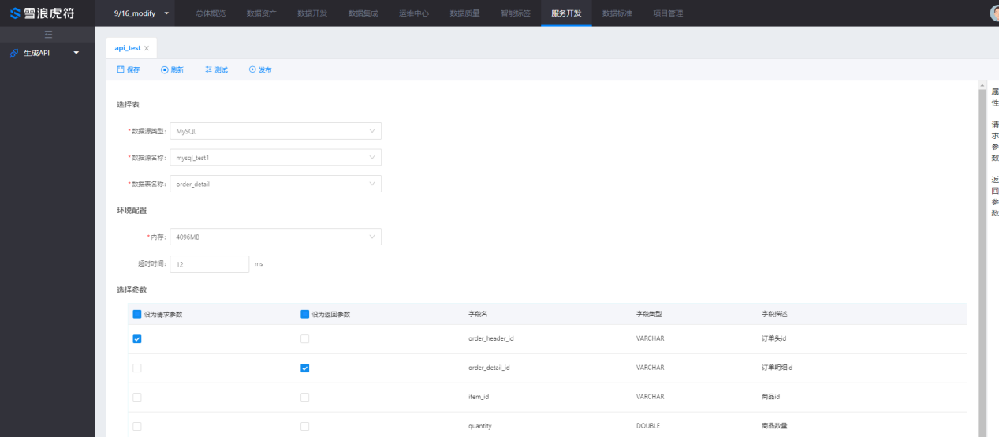 雪浪虎符
9/16_modify 总体概览 数据资产 数据开发 数据集成 运维中心 数据质量 智能标签 服务开发 数据标准 项目管理
生成API
api_test
保存 刷新 测试 发布
选择表
*数据源类型: MySQL
*数据源名称: mysql_test1
*数据表名称: order_detail
环境配置
*内存: 4096MB
超时时间: 12 ms
选择参数
设为请求参数 设为返回参数 字段名 字段类型 字段描述
order_header_id VARCHAR 订单头id
order_detail_id VARCHAR 订单明细id
item_id VARCHAR 商品id
quantity DOUBLE 商品数量
属性
请求参数
返回参数